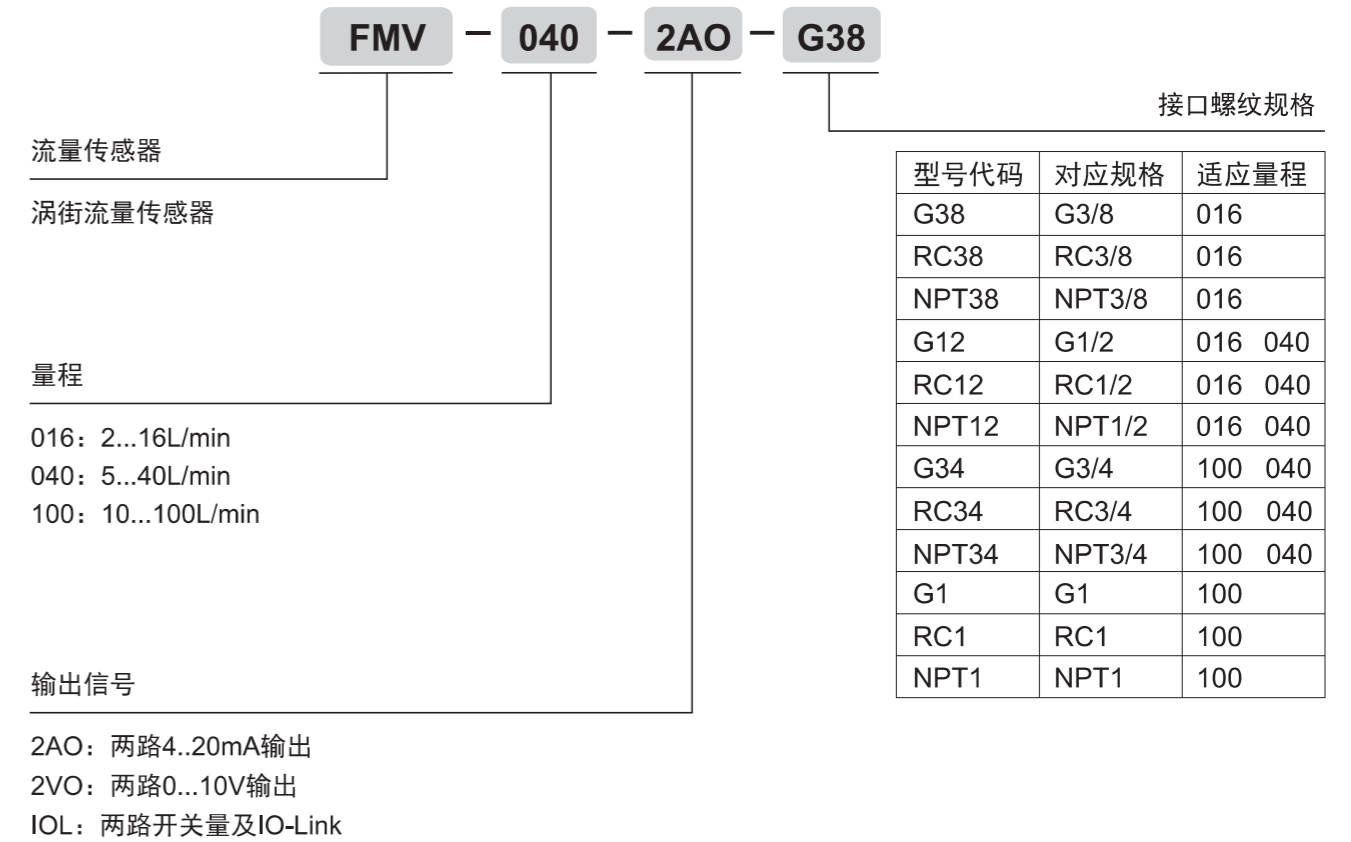 FMV - 040 - 2AO - G38
接口螺纹规格
流量传感器
涡街流量传感器
量程
016：2...16L/min
040：5...40L/min
100：10...100L/min
输出信号
2AO：两路4..20mA输出
2VO：两路0...10V输出
IOL：两路开关量及IO-Link
型号代码 对应规格 适应量程
G38 G3/8 016
RC38 RC3/8 016
NPT38 NPT3/8 016
G12 G1/2 016 040
RC12 RC1/2 016 040
NPT12 NPT1/2 016 040
G34 G3/4 100 040
RC34 RC3/4 100 040
NPT34 NPT3/4 100 040
G1 G1 100
RC1 RC1 100
NPT1 NPT1 100